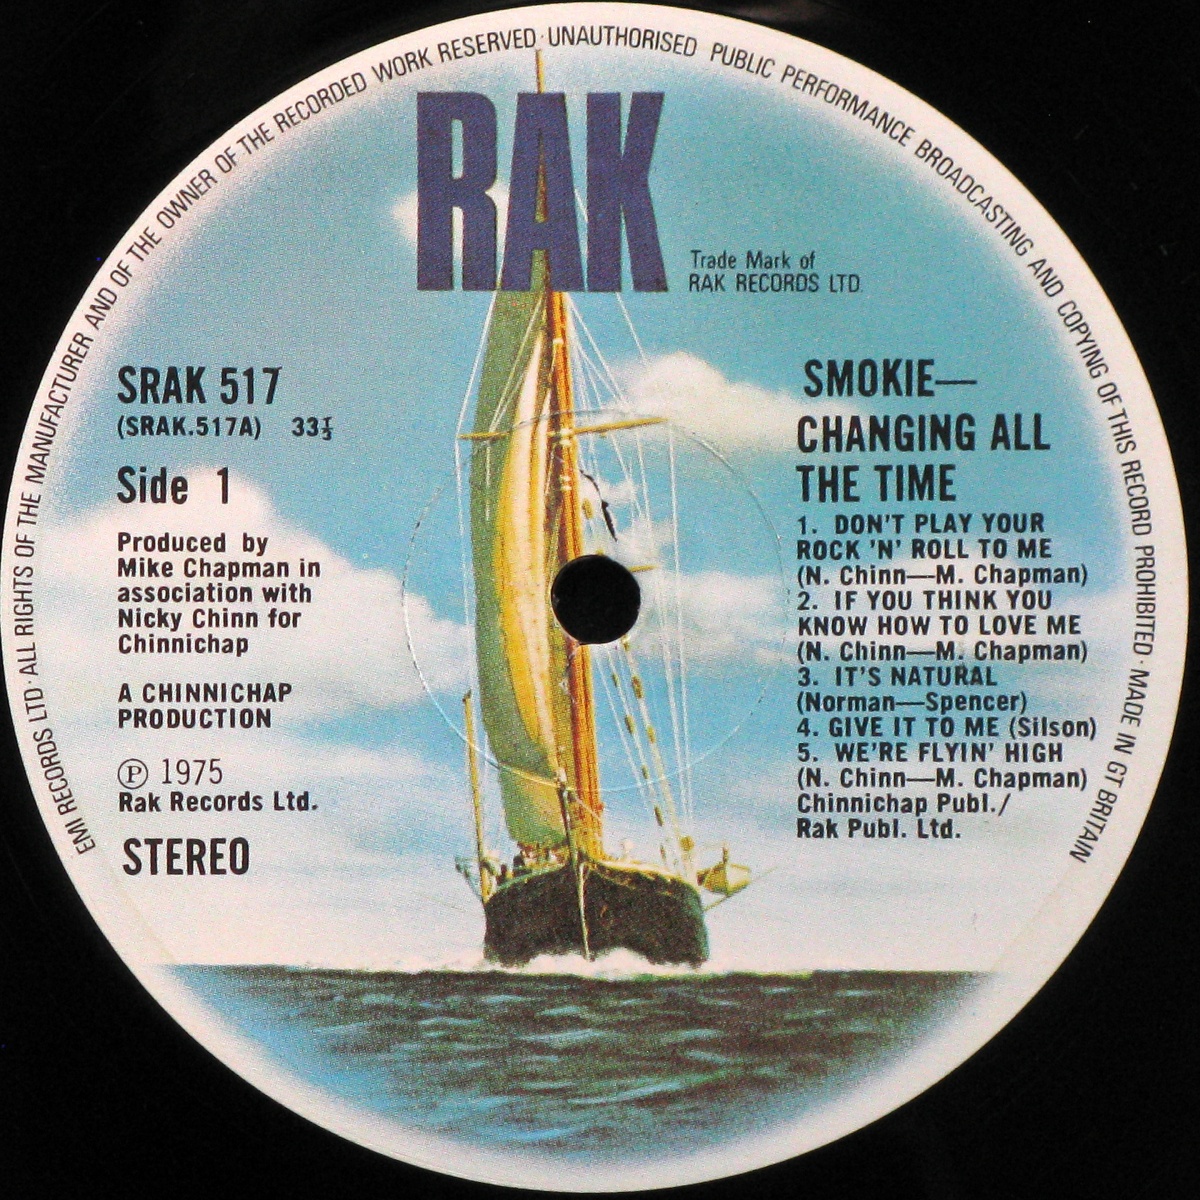 EMI RECORDS LTD · ALL RIGHTS OF THE MANUFACTURER AND OF THE OWNER OF THE RECORDED WORK RESERVED · UNAUTHORISED PUBLIC PERFORMANCE BROADCASTING AND COPYING OF THIS RECORD PROHIBITED · MADE IN GT BRITAIN
RAK
Trade Mark of
RAK RECORDS LTD
SRAK 517
(SRAK.517A) 33⅓
Side 1
Produced by
Mike Chapman in
association with
Nicky Chinn for
Chinnichap
A CHINNICHAP
PRODUCTION
℗ 1975
Rak Records Ltd.
STEREO
SMOKIE—
CHANGING ALL
THE TIME
1. DON'T PLAY YOUR
ROCK 'N' ROLL TO ME
(N. Chinn—M. Chapman)
2. IF YOU THINK YOU
KNOW HOW TO LOVE ME
(N. Chinn—M. Chapman)
3. IT'S NATURAL
(Norman—Spencer)
4. GIVE IT TO ME (Silson)
5. WE'RE FLYIN' HIGH
(N. Chinn—M. Chapman)
Chinnichap Publ./
Rak Publ. Ltd.